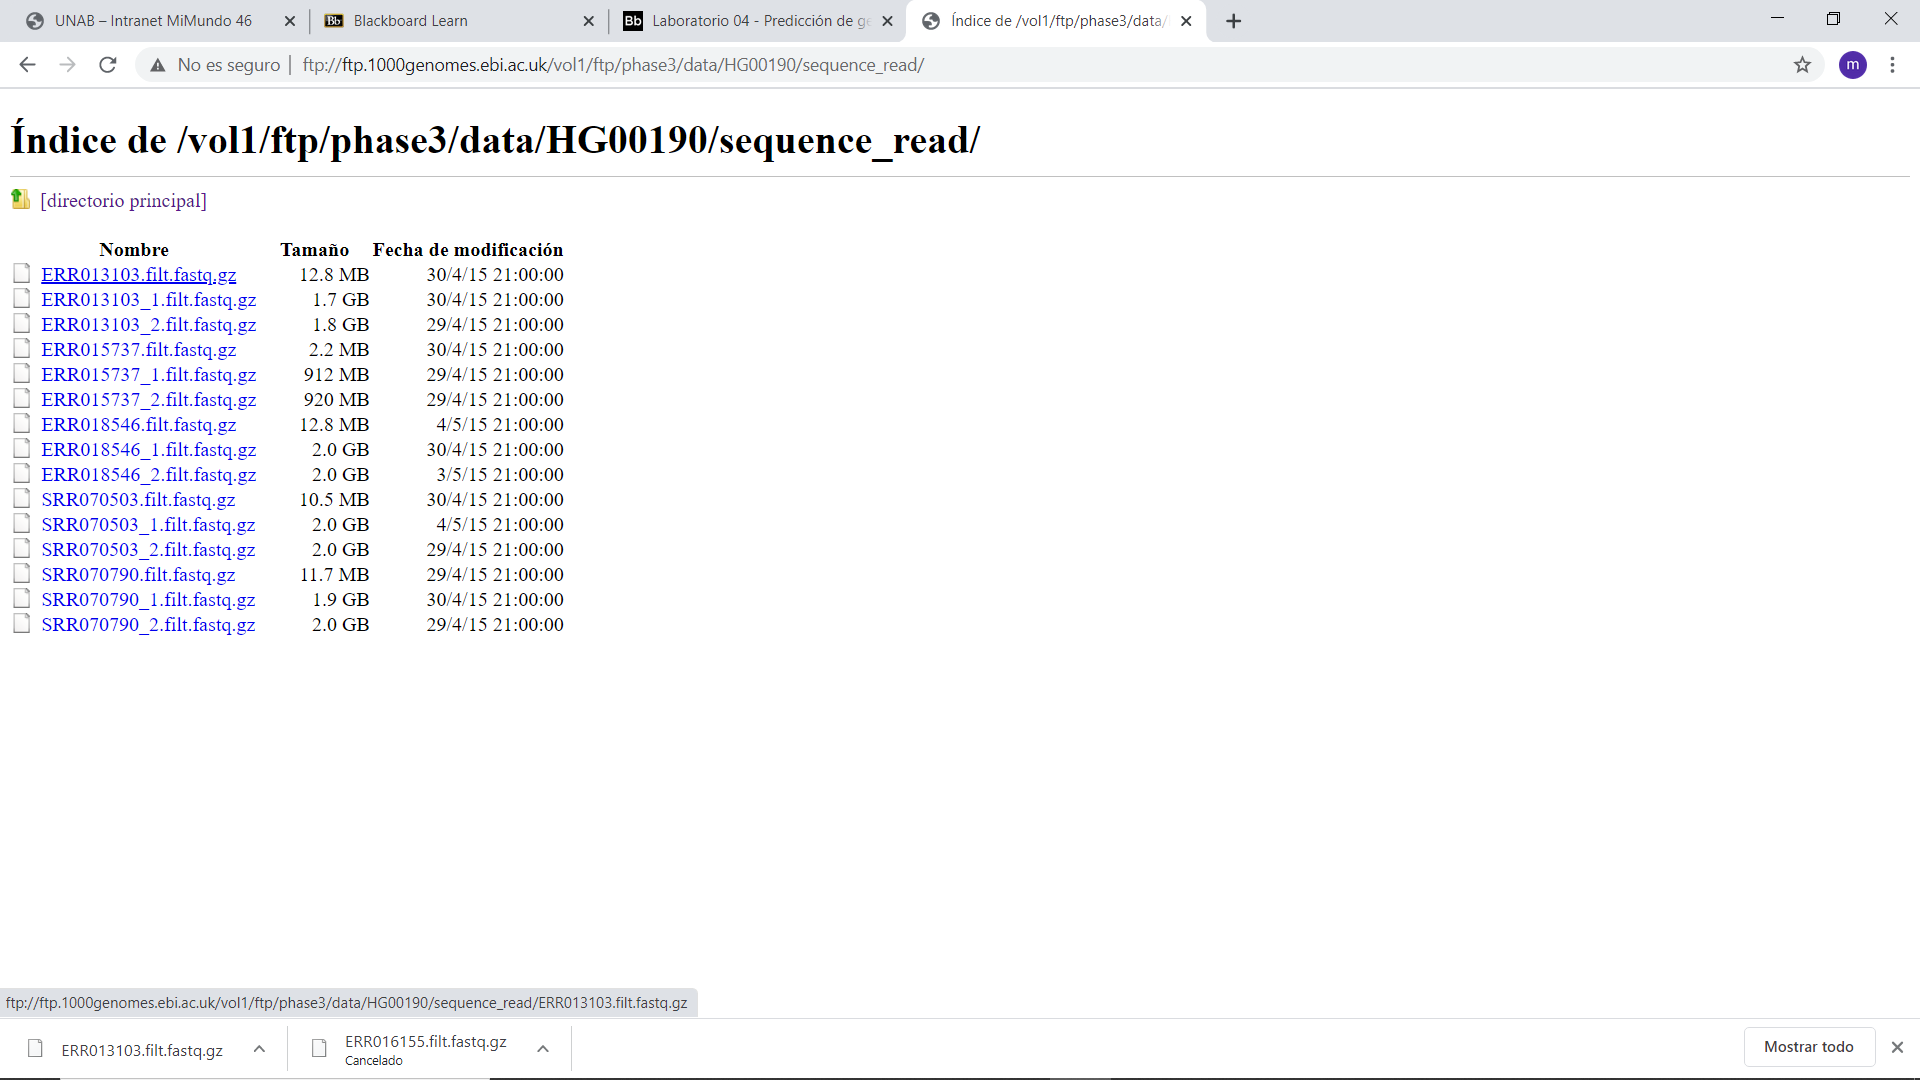 UNAB – Intranet MiMundo 46
Blackboard Learn
Laboratorio 04 - Predicción de ge
Índice de /vol1/ftp/phase3/data/
No es seguro | ftp://ftp.1000genomes.ebi.ac.uk/vol1/ftp/phase3/data/HG00190/sequence_read/
m
Índice de /vol1/ftp/phase3/data/HG00190/sequence_read/
[directorio principal]
Nombre Tamaño Fecha de modificación
ERR013103.filt.fastq.gz 12.8 MB 30/4/15 21:00:00
ERR013103_1.filt.fastq.gz 1.7 GB 30/4/15 21:00:00
ERR013103_2.filt.fastq.gz 1.8 GB 29/4/15 21:00:00
ERR015737.filt.fastq.gz 2.2 MB 30/4/15 21:00:00
ERR015737_1.filt.fastq.gz 912 MB 29/4/15 21:00:00
ERR015737_2.filt.fastq.gz 920 MB 29/4/15 21:00:00
ERR018546.filt.fastq.gz 12.8 MB 4/5/15 21:00:00
ERR018546_1.filt.fastq.gz 2.0 GB 30/4/15 21:00:00
ERR018546_2.filt.fastq.gz 2.0 GB 3/5/15 21:00:00
SRR070503.filt.fastq.gz 10.5 MB 30/4/15 21:00:00
SRR070503_1.filt.fastq.gz 2.0 GB 4/5/15 21:00:00
SRR070503_2.filt.fastq.gz 2.0 GB 29/4/15 21:00:00
SRR070790.filt.fastq.gz 11.7 MB 29/4/15 21:00:00
SRR070790_1.filt.fastq.gz 1.9 GB 30/4/15 21:00:00
SRR070790_2.filt.fastq.gz 2.0 GB 29/4/15 21:00:00
ftp://ftp.1000genomes.ebi.ac.uk/vol1/ftp/phase3/data/HG00190/sequence_read/ERR013103.filt.fastq.gz
ERR013103.filt.fastq.gz
ERR016155.filt.fastq.gz
Cancelado
Mostrar todo